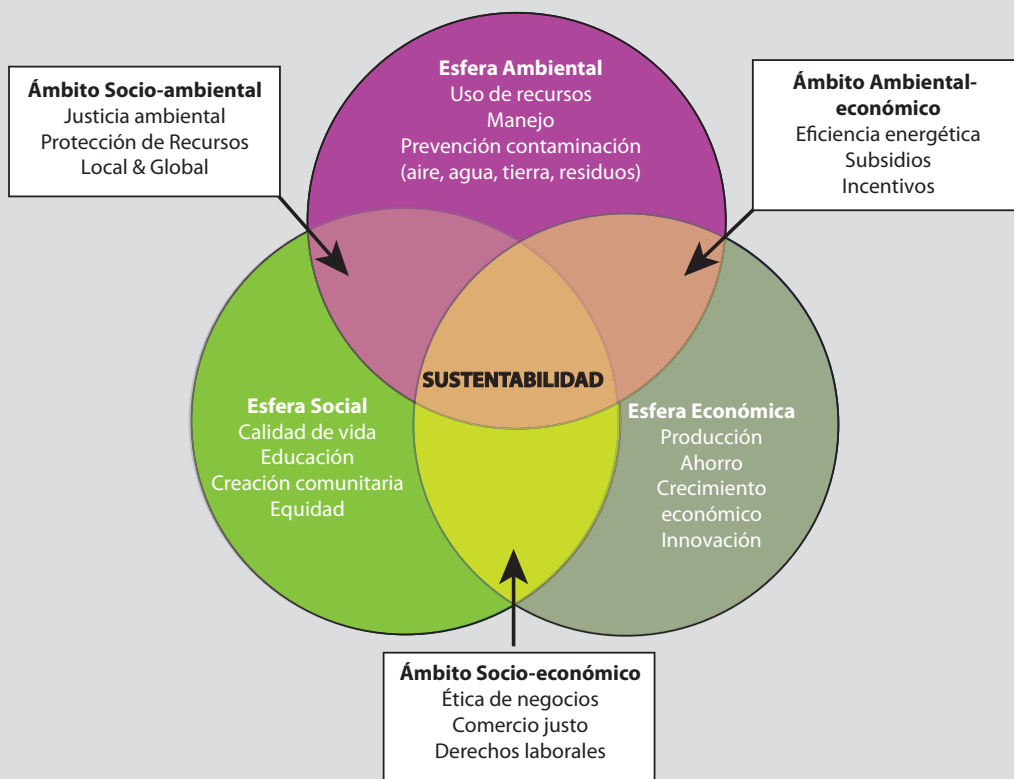 Esfera Ambiental
Uso de recursos
Manejo
Prevención contaminación
(aire, agua, tierra, residuos)
Ámbito Socio-ambiental
Justicia ambiental
Protección de Recursos
Local & Global
Ámbito Ambiental-
económico
Eficiencia energética
Subsidios
Incentivos
SUSTENTABILIDAD
Esfera Social
Calidad de vida
Educación
Creación comunitaria
Equidad
Esfera Económica
Producción
Ahorro
Crecimiento
económico
Innovación
Ámbito Socio-económico
Ética de negocios
Comercio justo
Derechos laborales